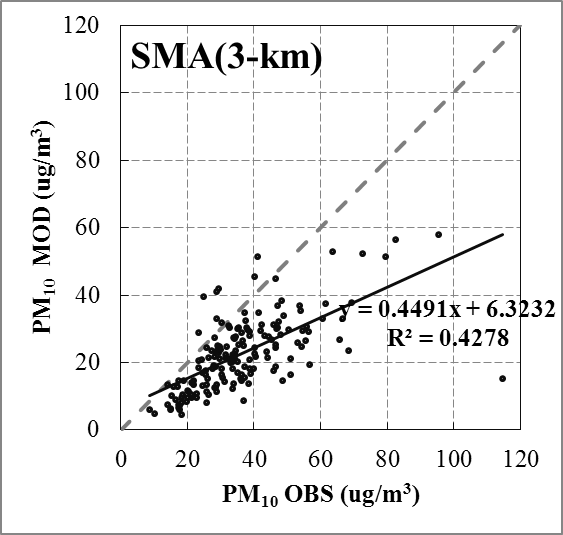 SMA(3-km)
120
100
80
60
40
20
0
PM₁₀ MOD (ug/m³)
y = 0.4491x + 6.3232
R² = 0.4278
0 20 40 60 80 100 120
PM₁₀ OBS (ug/m³)